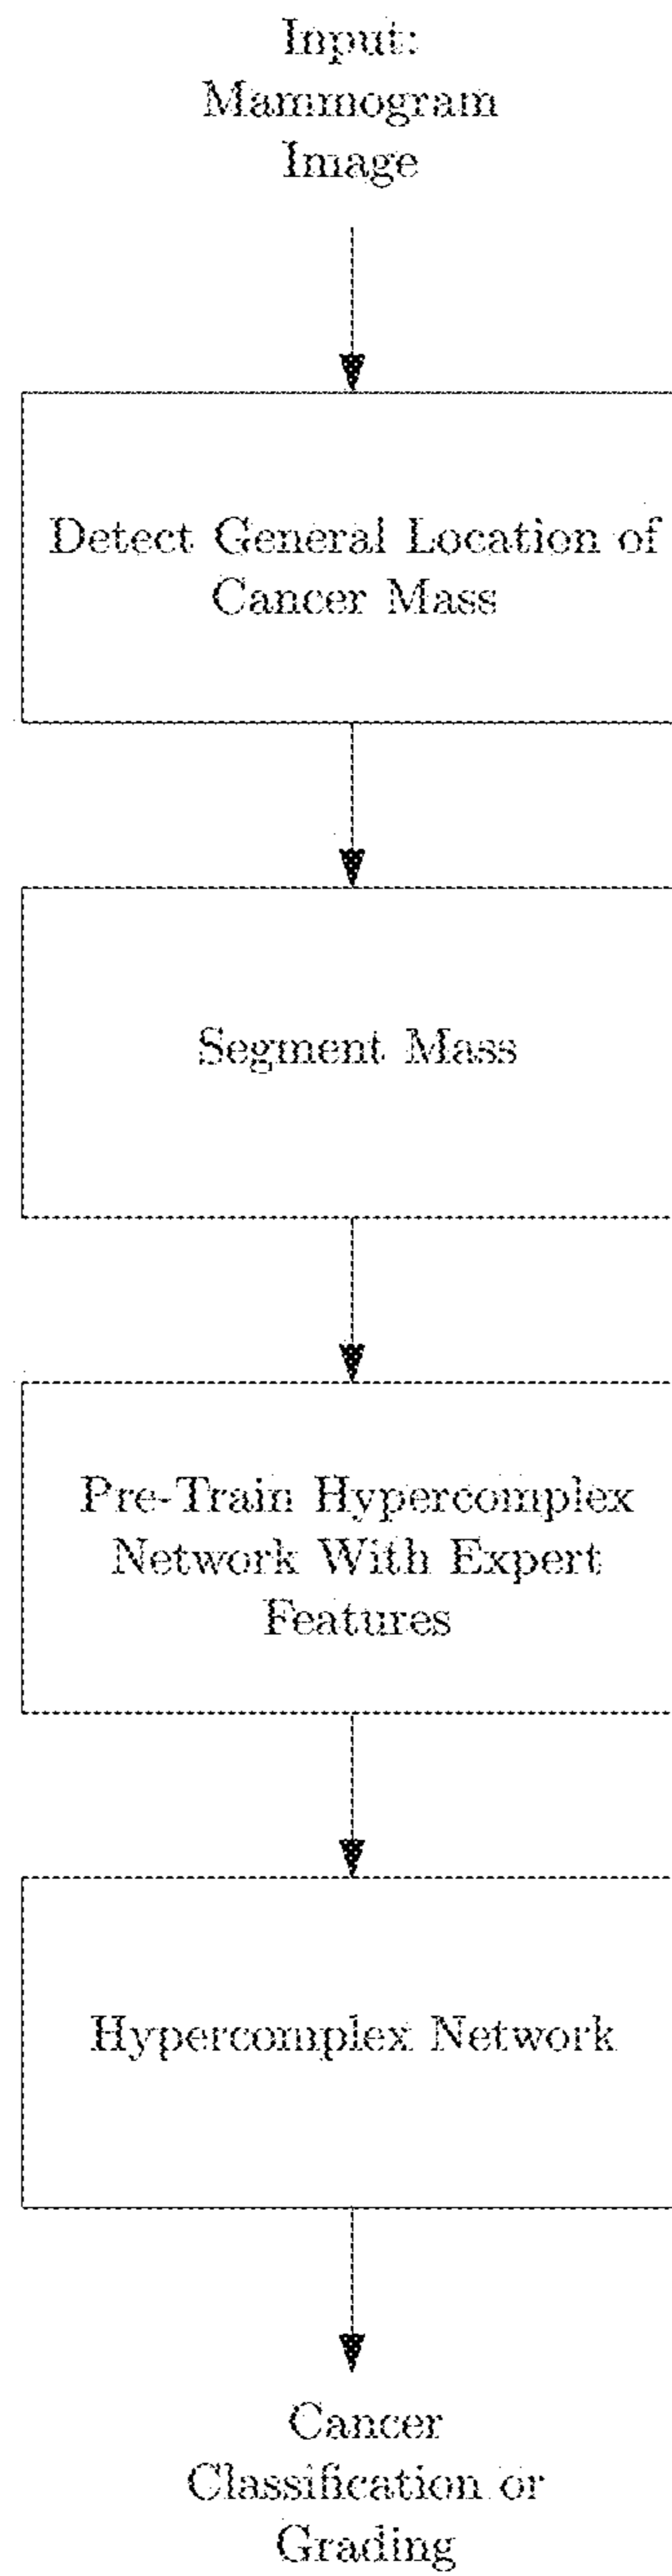 Input:
Mammogram
Image
Detect General Location of
Cancer Mass
Segment Mass
Pre-Train Hypercomplex
Network With Expert
Features
Hypercomplex Network
Cancer
Classification or
Grading